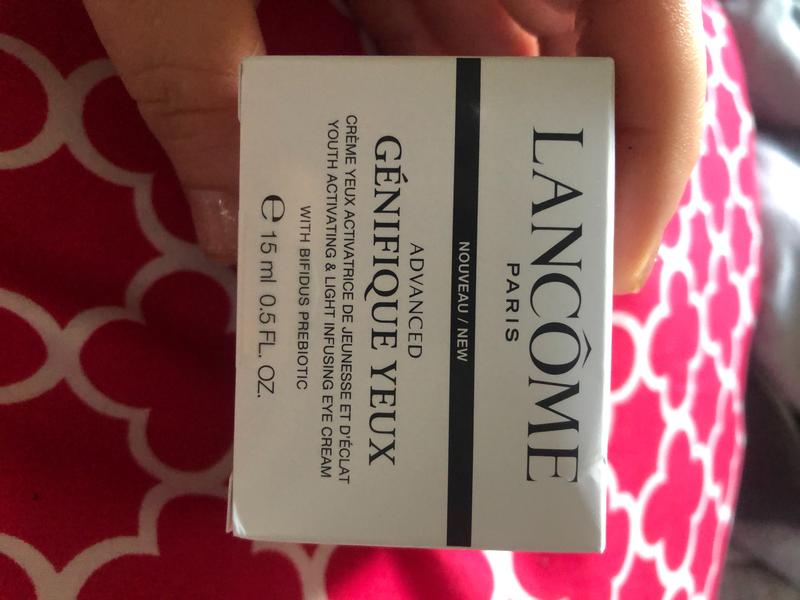 LANCÔME
PARIS
NOUVEAU / NEW
ADVANCED
GÉNIFIQUE YEUX
CRÈME YEUX ACTIVATRICE DE JEUNESSE ET D'ÉCLAT
YOUTH ACTIVATING & LIGHT INFUSING EYE CREAM
WITH BIFIDUS PREBIOTIC
℮ 15 ml 0.5 FL. OZ.